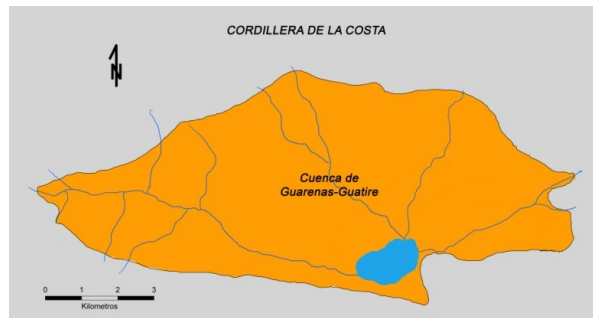 CORDILLERA DE LA COSTA
N
Cuenca de
Guarenas-Guatire
0 1 2 3
Kilometros